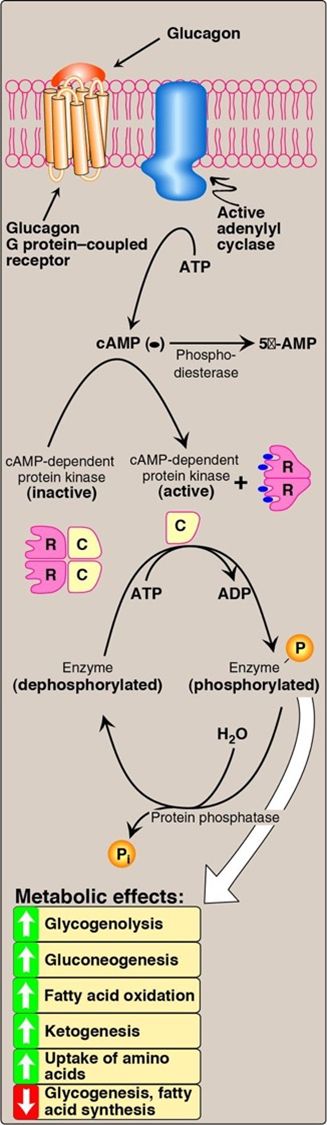 Glucagon
Glucagon
G protein–coupled
receptor
Active
adenylyl
cyclase
ATP
cAMP (●)
Phospho-
diesterase
5□-AMP
cAMP-dependent
protein kinase
(inactive)
cAMP-dependent
protein kinase
(active)
+
R
R
R C
R C
C
ATP
ADP
P
Enzyme
(dephosphorylated)
Enzyme
(phosphorylated)
H₂O
Protein phosphatase
Pᵢ
Metabolic effects:
Glycogenolysis
Gluconeogenesis
Fatty acid oxidation
Ketogenesis
Uptake of amino
acids
Glycogenesis, fatty
acid synthesis